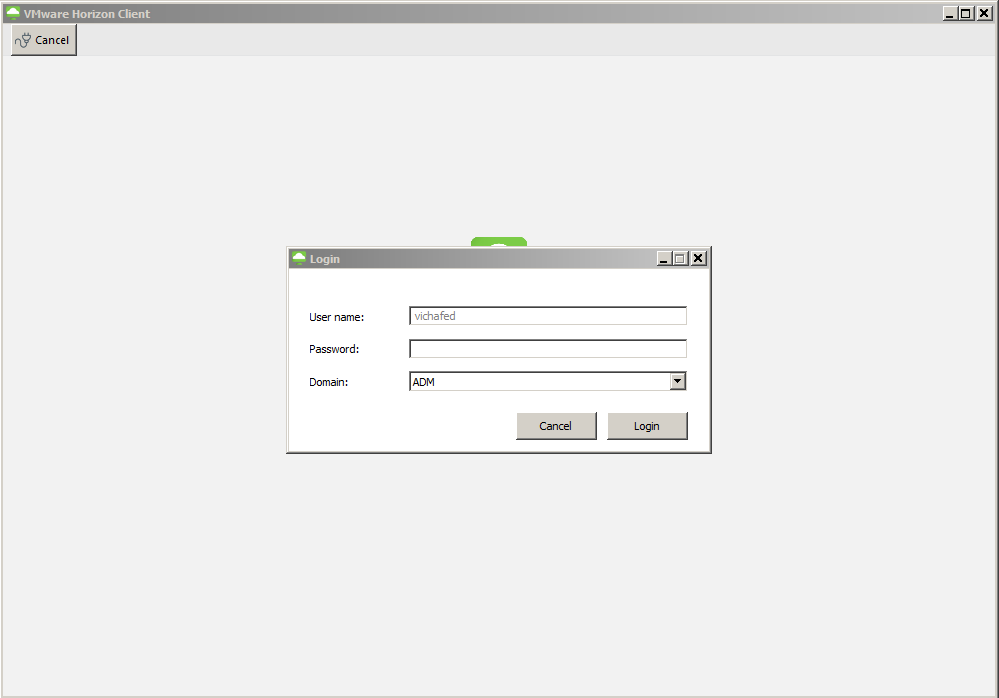 VMware Horizon Client
Cancel
Login
User name: vichafed
Password:
Domain: ADM
Cancel Login